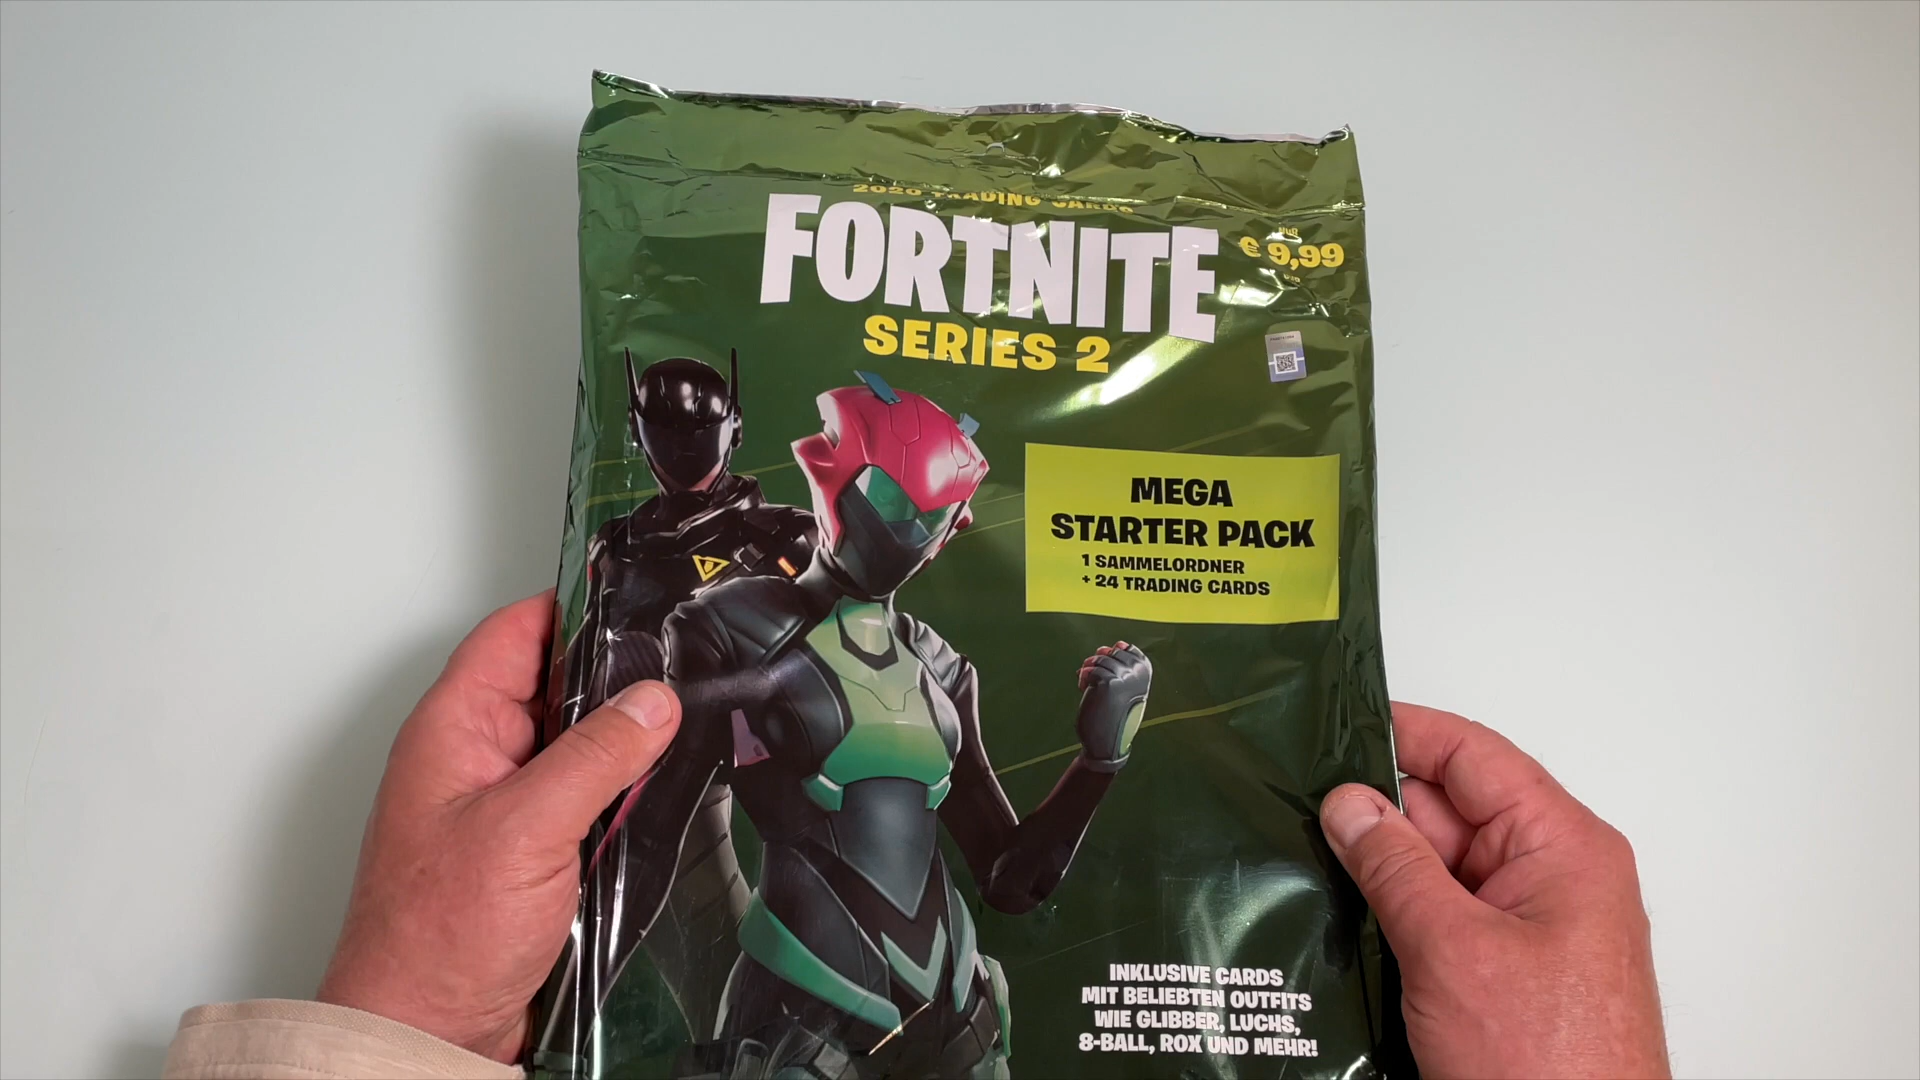 2020 TRADING CARDS
FORTNITE
SERIES 2
NUR
€ 9,99
MEGA
STARTER PACK
1 SAMMELORDNER
+ 24 TRADING CARDS
INKLUSIVE CARDS
MIT BELIEBTEN OUTFITS
WIE GLIBBER, LUCHS,
8-BALL, ROX UND MEHR!